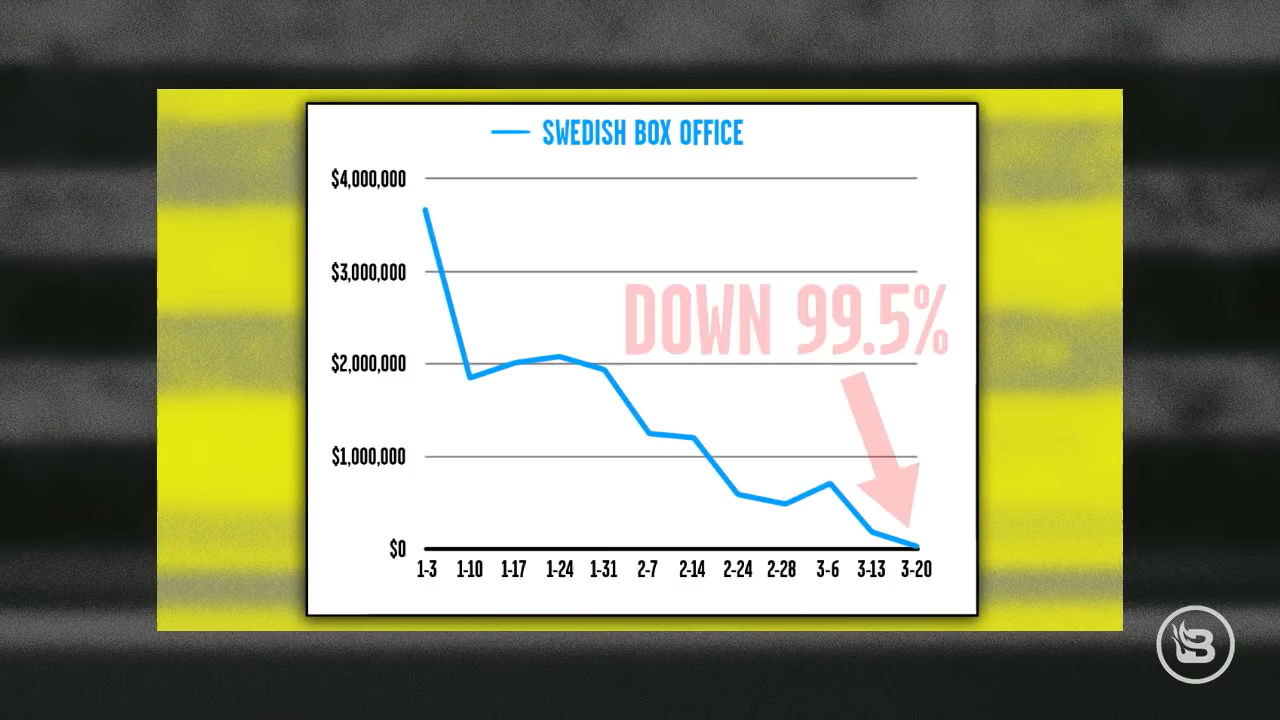 SWEDISH BOX OFFICE
$4,000,000
$3,000,000
DOWN 99.5%
$2,000,000
$1,000,000
$0
1-3 1-10 1-17 1-24 1-31 2-7 2-14 2-24 2-28 3-6 3-13 3-20
B